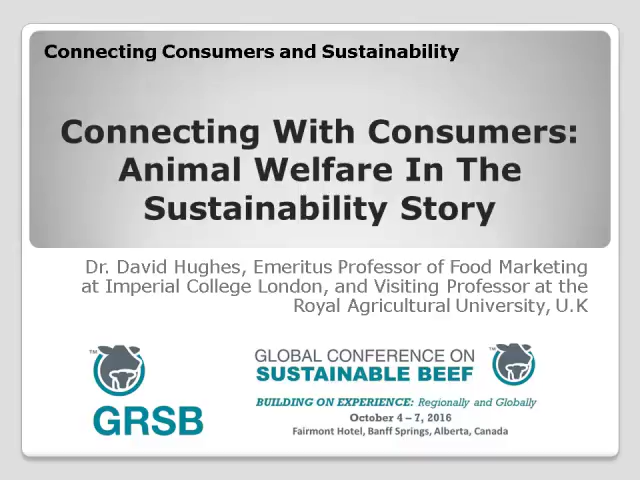 Connecting Consumers and Sustainability
Connecting With Consumers:
Animal Welfare In The
Sustainability Story
Dr. David Hughes, Emeritus Professor of Food Marketing
at Imperial College London, and Visiting Professor at the
Royal Agricultural University, U.K
TM
GRSB
GLOBAL CONFERENCE ON
SUSTAINABLE BEEF
TM
BUILDING ON EXPERIENCE: Regionally and Globally
October 4 – 7, 2016
Fairmont Hotel, Banff Springs, Alberta, Canada